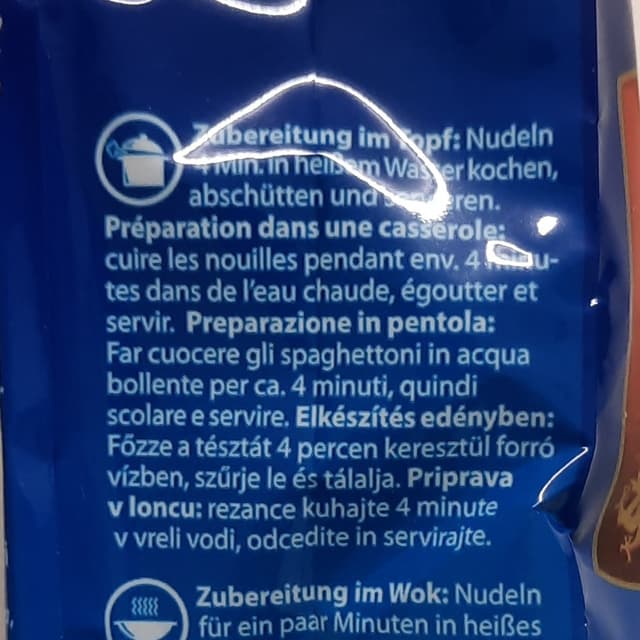 Zubereitung im Topf: Nudeln
4 Min. in heißem Wasser kochen,
abschütten und
Préparation dans une casserole:
cuire les nouilles pendant env. 4 minu-
tes dans de l'eau chaude, égoutter et
servir. Preparazione in pentola:
Far cuocere gli spaghettoni in acqua
bollente per ca. 4 minuti, quindi
scolare e servire. Elkészítés edényben:
Főzze a tésztát 4 percen keresztül forró
vízben, szűrje le és tálalja. Priprava
v loncu: rezance kuhajte 4 minute
v vreli vodi, odcedite in servirajte.
Zubereitung im Wok: Nudeln
für ein paar Minuten in heißes